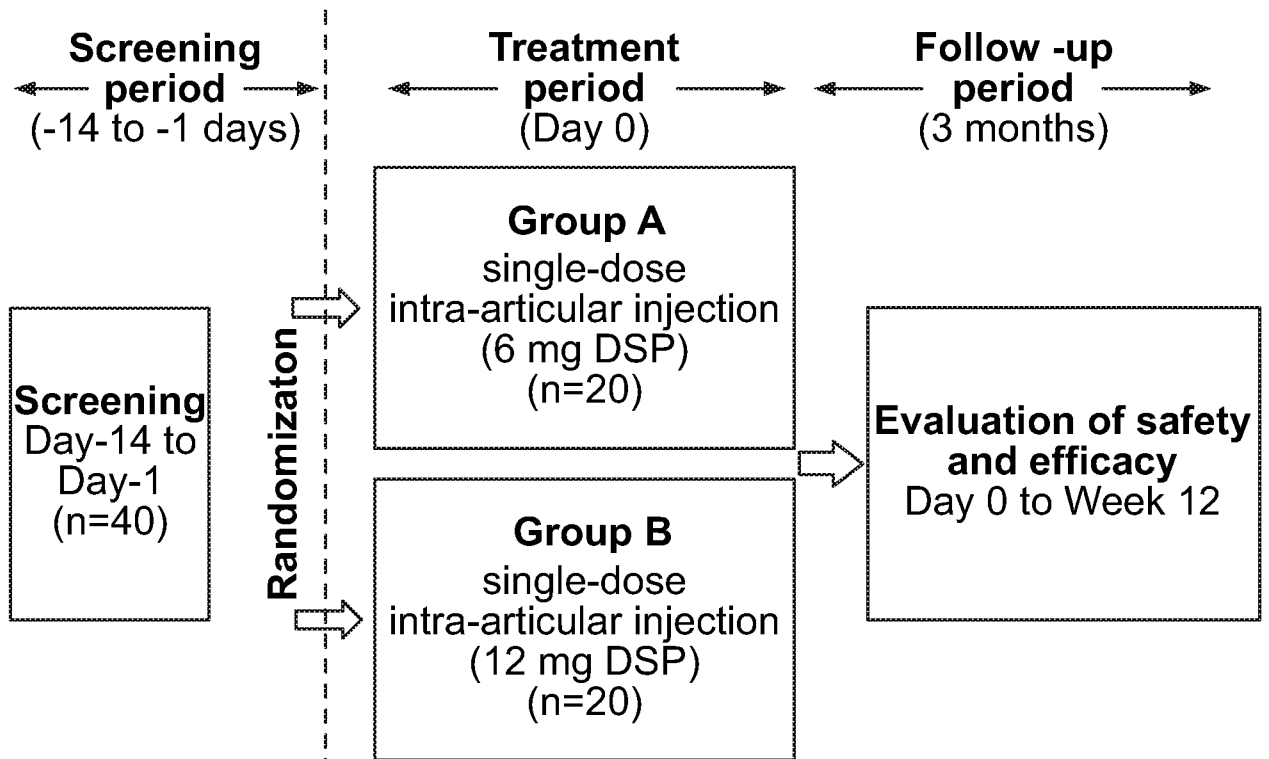 Screening
period
(-14 to -1 days)
Treatment
period
(Day 0)
Follow -up
period
(3 months)
Screening
Day-14 to
Day-1
(n=40)
Randomizaton
Group A
single-dose
intra-articular injection
(6 mg DSP)
(n=20)
Group B
single-dose
intra-articular injection
(12 mg DSP)
(n=20)
Evaluation of safety
and efficacy
Day 0 to Week 12